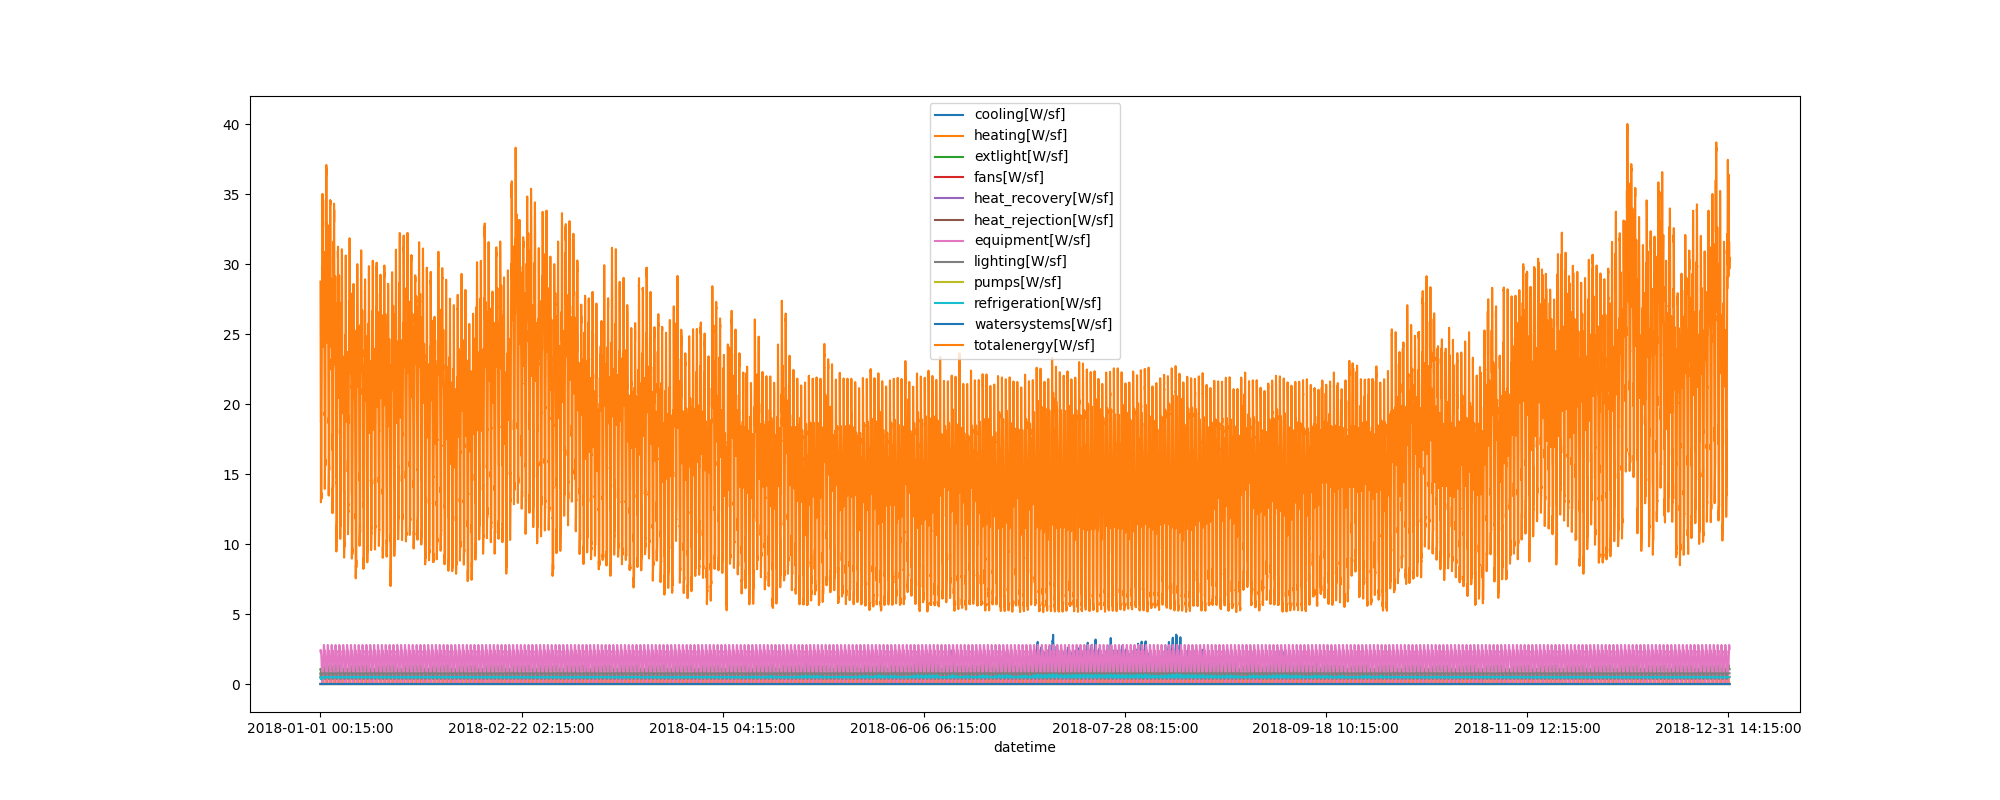 40
35
30
25
20
15
10
5
0
cooling[W/sf]
heating[W/sf]
extlight[W/sf]
fans[W/sf]
heat_recovery[W/sf]
heat_rejection[W/sf]
equipment[W/sf]
lighting[W/sf]
pumps[W/sf]
refrigeration[W/sf]
watersystems[W/sf]
totalenergy[W/sf]
2018-01-01 00:15:00 2018-02-22 02:15:00 2018-04-15 04:15:00 2018-06-06 06:15:00 2018-07-28 08:15:00 2018-09-18 10:15:00 2018-11-09 12:15:00 2018-12-31 14:15:00
datetime